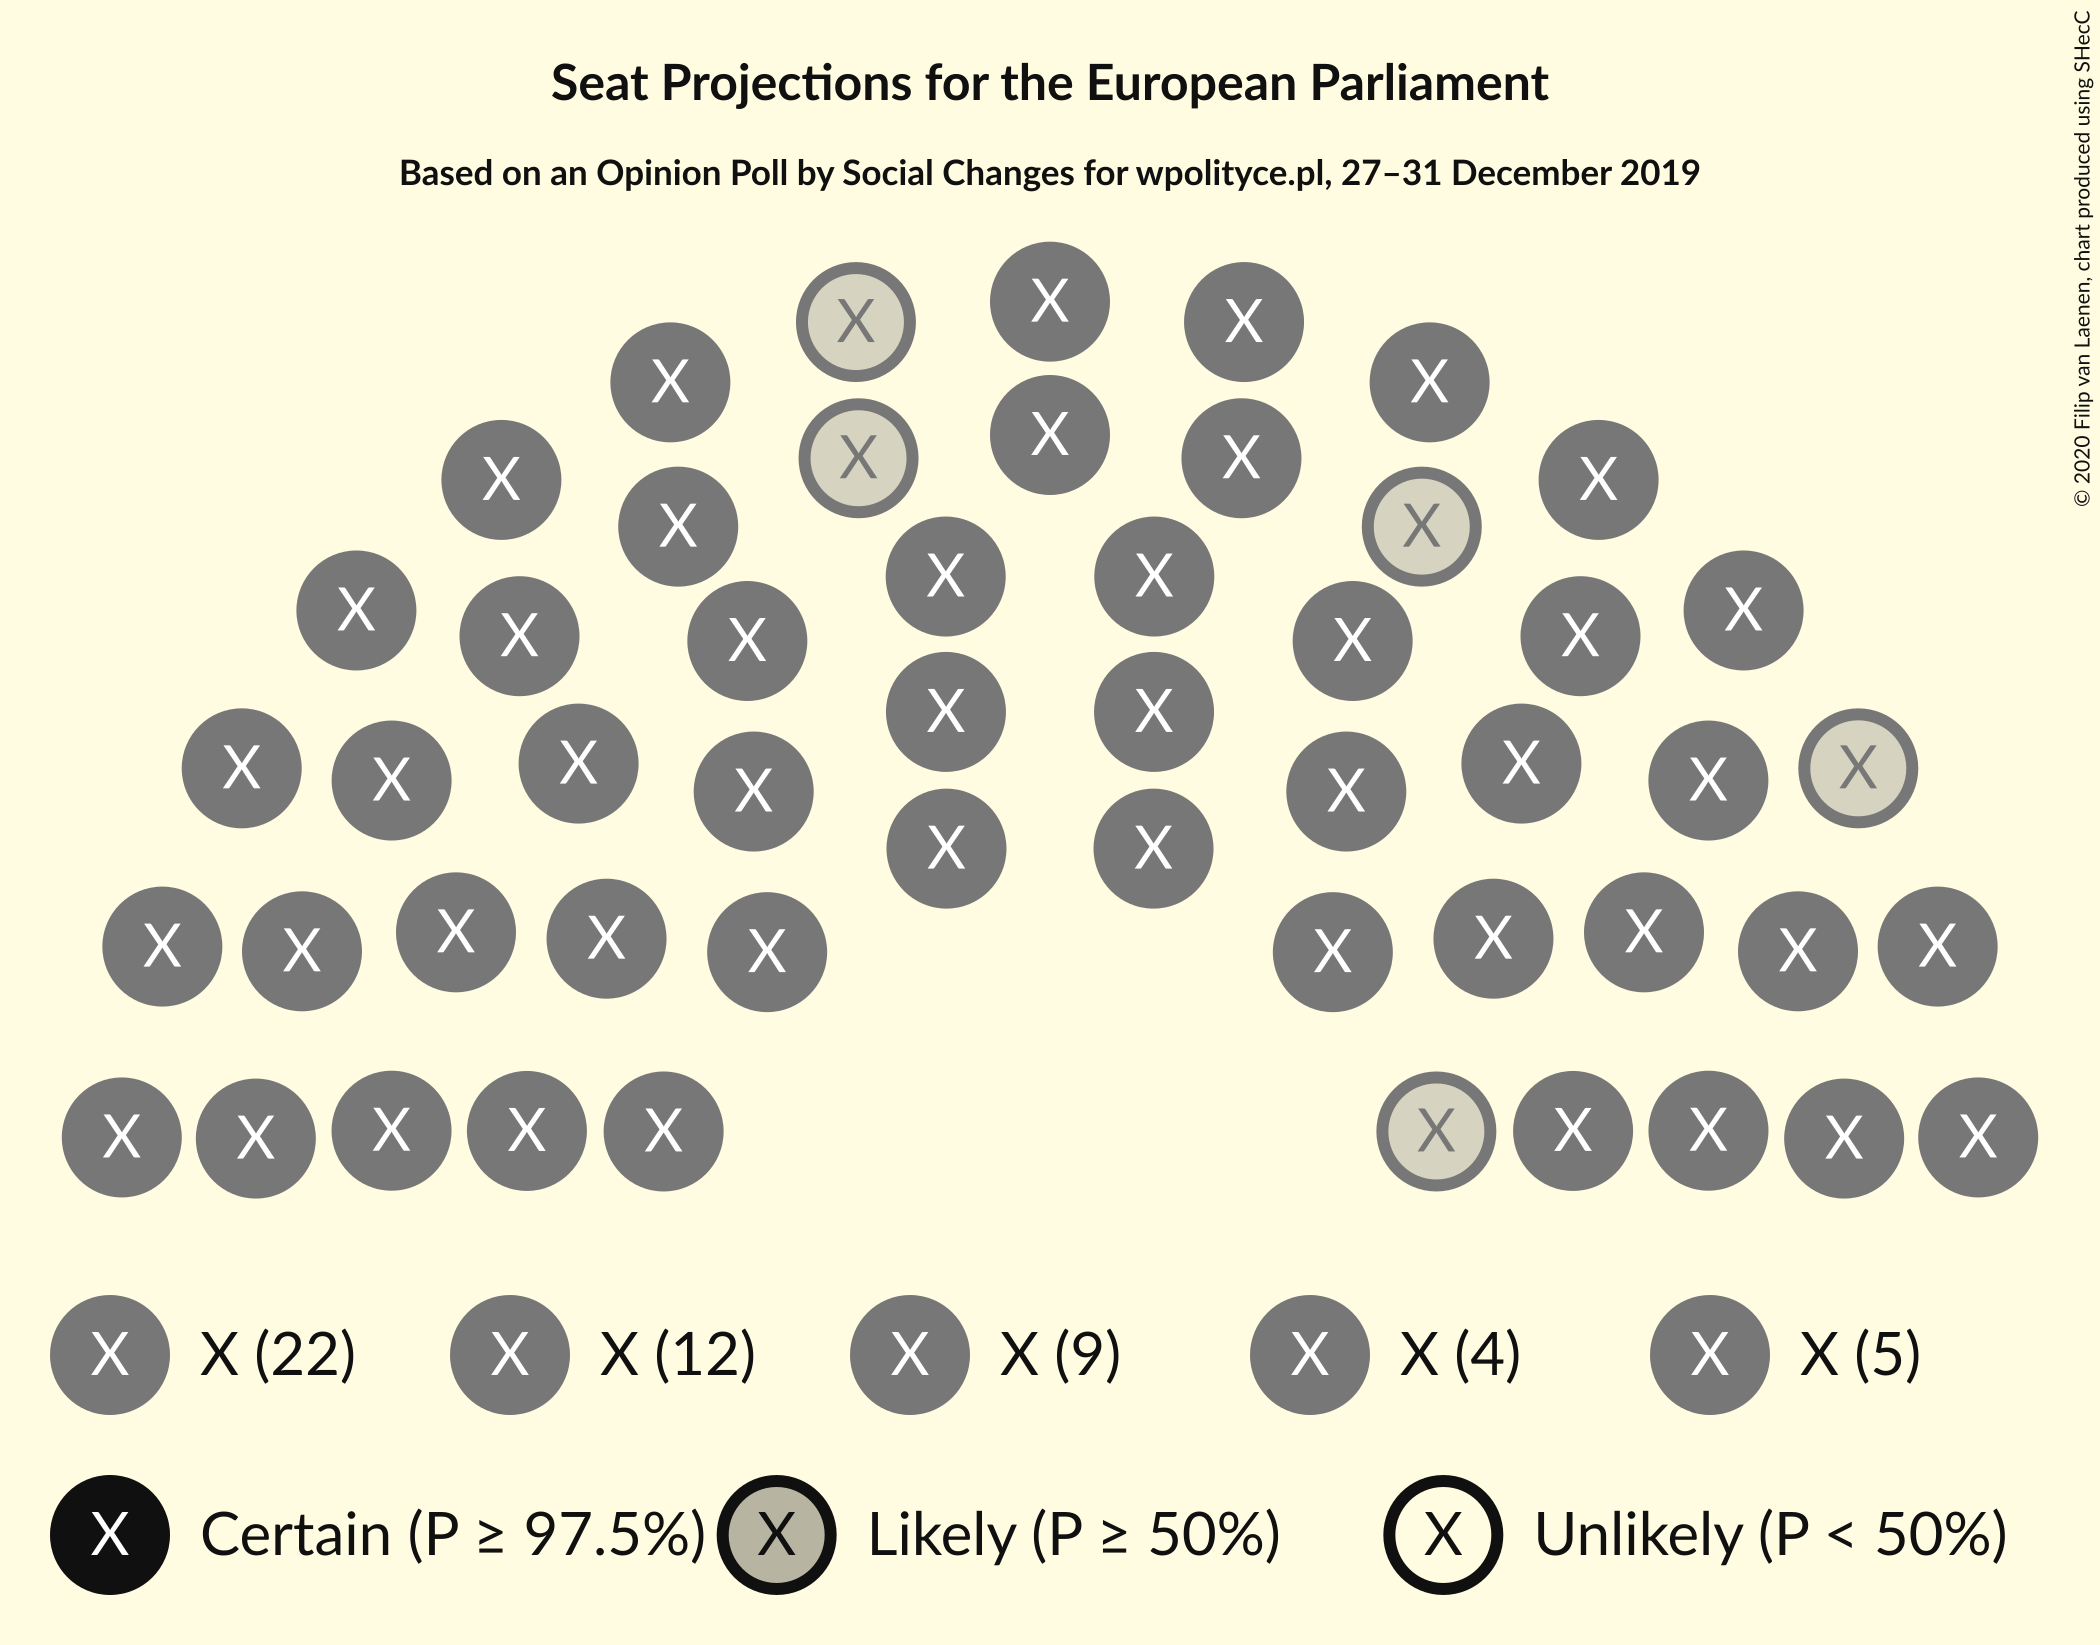 Seat Projections for the European Parliament
Based on an Opinion Poll by Social Changes for wpolityce.pl, 27–31 December 2019
© 2020 Filip van Laenen, chart produced using SHecC
X X X
X X
X X X X X
X X
X X X X X X X X
X X
X X X X X X X X
X X
X X X X X X X X X X
X X X X X X X X X X
X X (22) X X (12) X X (9) X X (4) X X (5)
X Certain (P ≥ 97.5%) X Likely (P ≥ 50%) X Unlikely (P < 50%)